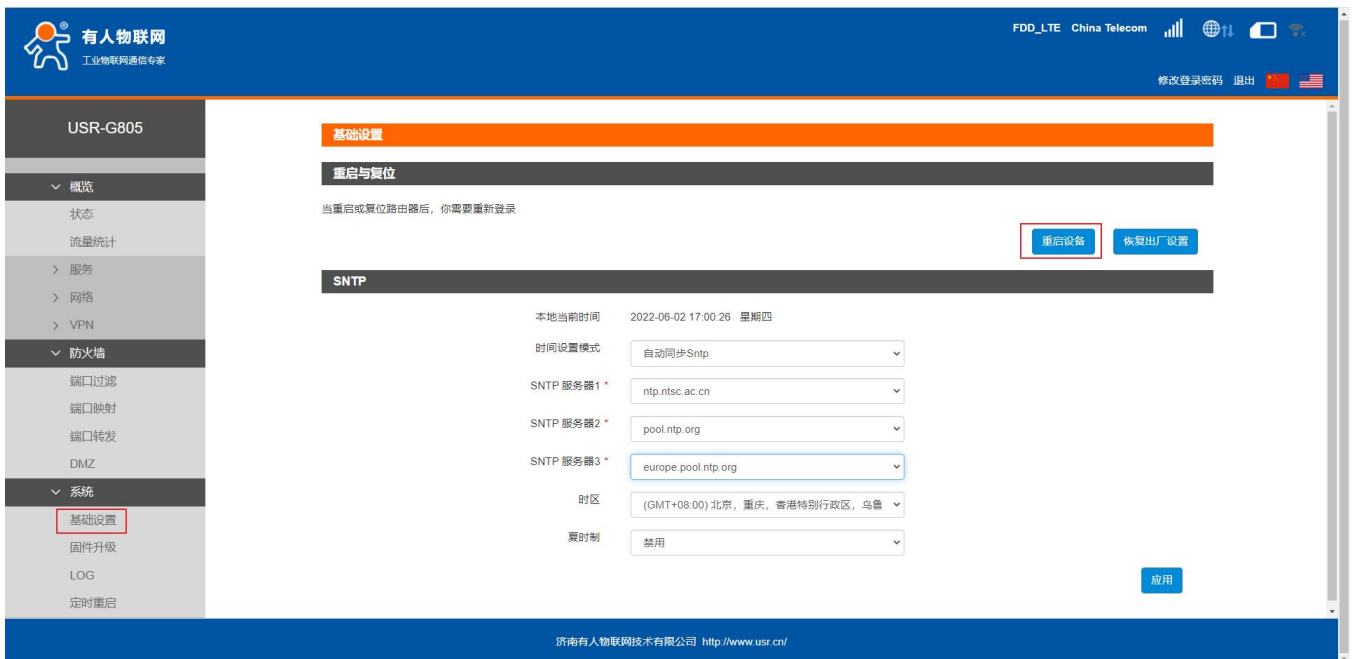 有人物联网
工业物联网通信专家
FDD_LTE China Telecom
修改登录密码 退出
USR-G805
概览
状态
流量统计
服务
网络
VPN
防火墙
端口过滤
端口映射
端口转发
DMZ
系统
基础设置
固件升级
LOG
定时重启
基础设置
重启与复位
当重启或复位路由器后，你需要重新登录
重启设备 恢复出厂设置
SNTP
本地当前时间 2022-06-02 17:00:26 星期四
时间设置模式 自动同步Sntp
SNTP 服务器1 * ntp.ntsc.ac.cn
SNTP 服务器2 * pool.ntp.org
SNTP 服务器3 * europe.pool.ntp.org
时区 (GMT+08:00) 北京，重庆，香港特别行政区，乌鲁
夏时制 禁用
应用
济南有人物联网技术有限公司 http://www.usr.cn/